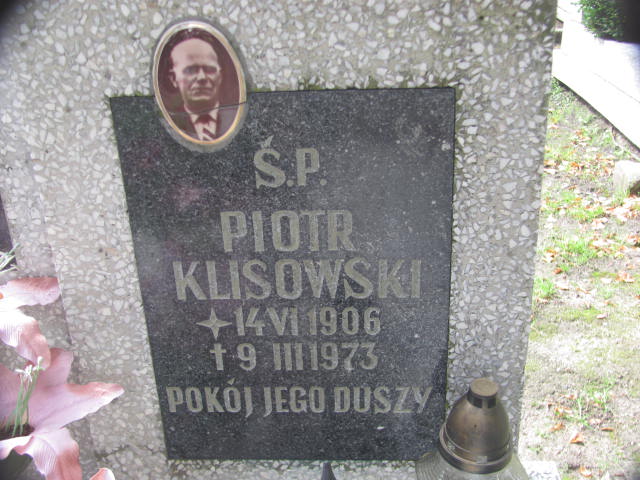 Ś.P.
PIOTR
KLISOWSKI
14 VI 1906
† 9 III 1973
POKÓJ JEGO DUSZY